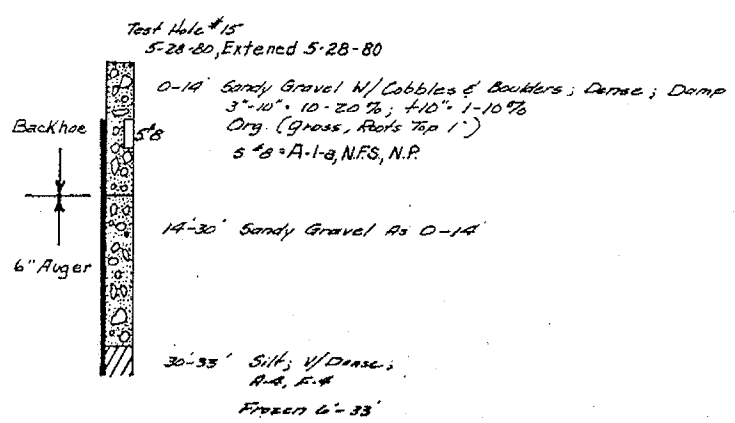 Test Hole #15
5-28-80, Extened 5-28-80
0-14' Sandy Gravel W/Cobbles & Boulders; Dense; Damp
3"-10" = 10-20%; +10" = 1-10%
Org. (Grass, Roots Top 1')
S#8 = A-1-a, N.F.S., N.P.
Backhoe
S#8
14'-30' Sandy Gravel As 0-14'
6" Auger
30'-33' Silt; V/Dense;
A-4, F-4
Frozen 6'-33'